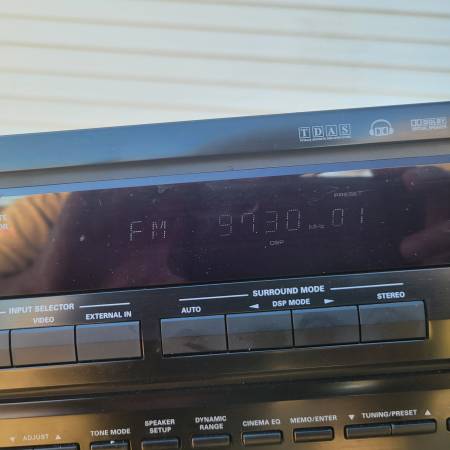 TDAS
DOLBY
PRESET
FM 97.30 MHz 01
DSP
SURROUND MODE
INPUT SELECTOR
AUTO ◄ DSP MODE ► STEREO
VIDEO EXTERNAL IN
▼ ADJUST ▲
TONE MODE
SPEAKER SETUP
DYNAMIC RANGE
CINEMA EQ
MEMO/ENTER
▼ TUNING/PRESET ▲